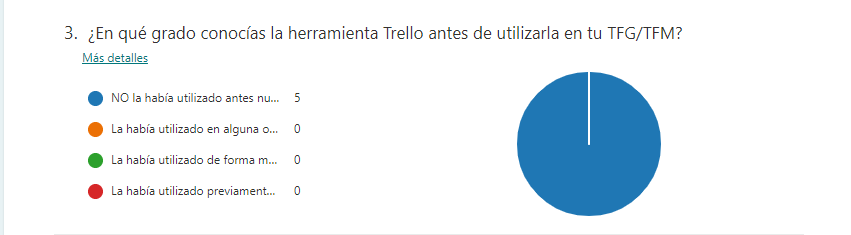 3. ¿En qué grado conocías la herramienta Trello antes de utilizarla en tu TFG/TFM?
Más detalles
NO la había utilizado antes nu... 5
La había utilizado en alguna o... 0
La había utilizado de forma m... 0
La había utilizado previament... 0